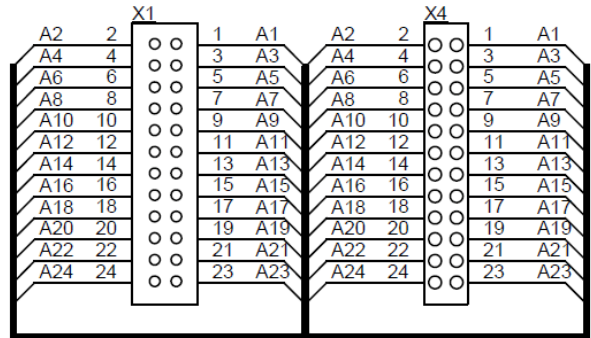 X1 X4
A2 2 1 A1 A2 2 1 A1
A4 4 3 A3 A4 4 3 A3
A6 6 5 A5 A6 6 5 A5
A8 8 7 A7 A8 8 7 A7
A10 10 9 A9 A10 10 9 A9
A12 12 11 A11 A12 12 11 A11
A14 14 13 A13 A14 14 13 A13
A16 16 15 A15 A16 16 15 A15
A18 18 17 A17 A18 18 17 A17
A20 20 19 A19 A20 20 19 A19
A22 22 21 A21 A22 22 21 A21
A24 24 23 A23 A24 24 23 A23